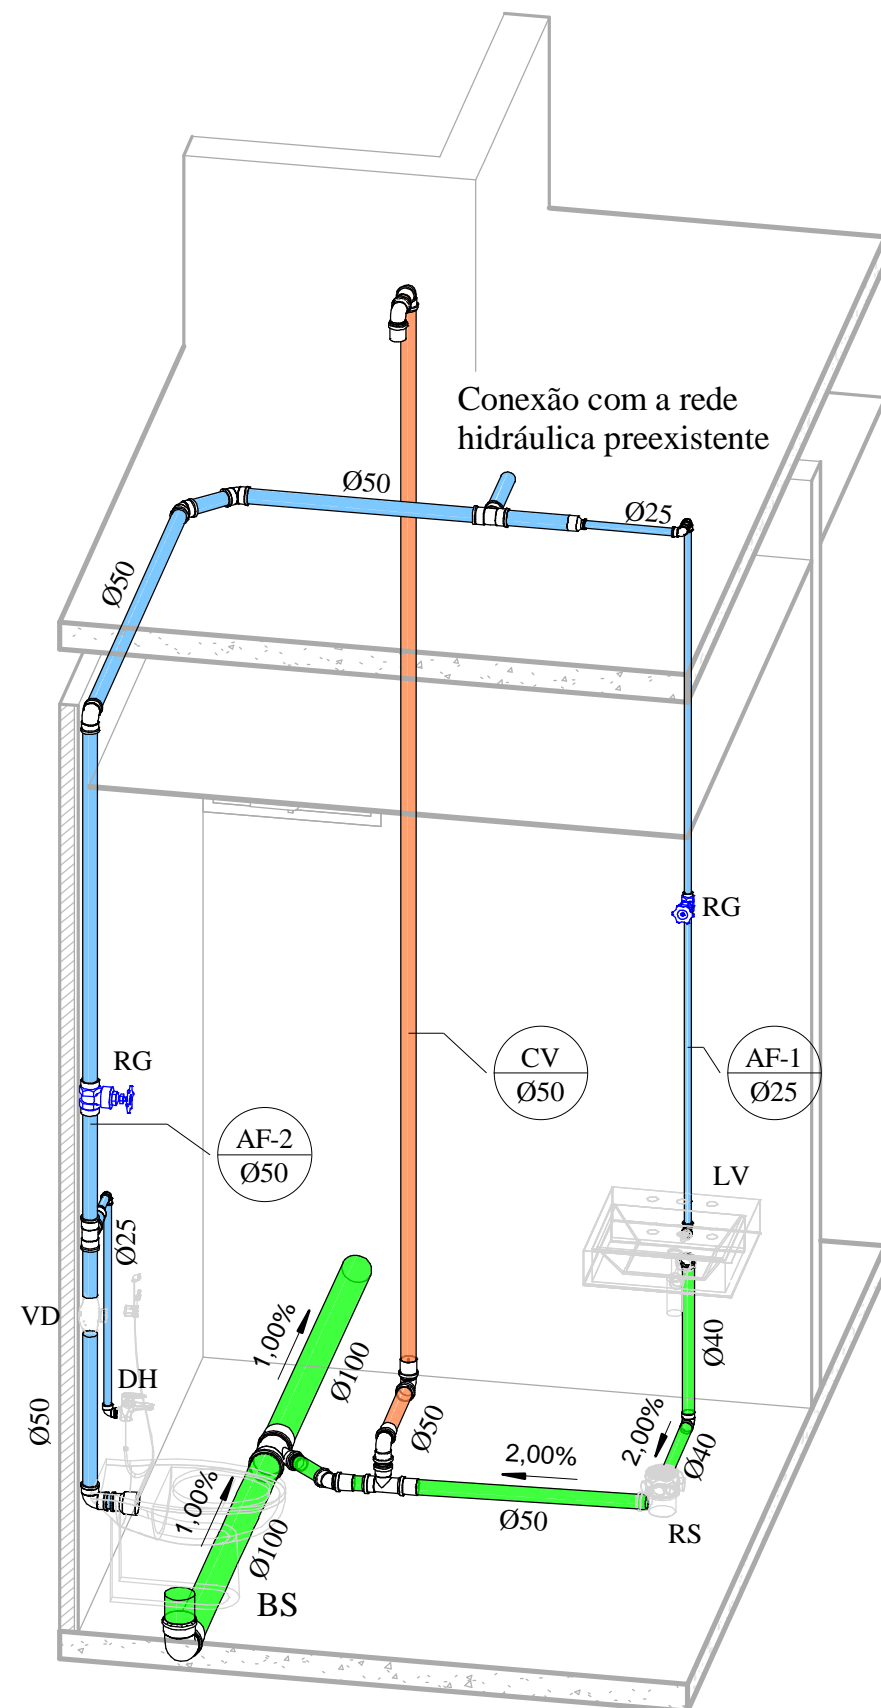 Conexão com a rede
hidráulica preexistente
Ø50
Ø25
Ø50
RG
RG
CV
Ø50
AF-1
Ø25
AF-2
Ø50
LV
Ø25
VD
1,00%
Ø100
Ø40
DH
Ø50
Ø50
2,00%
Ø40
2,00%
1,00%
Ø100
Ø50
RS
BS